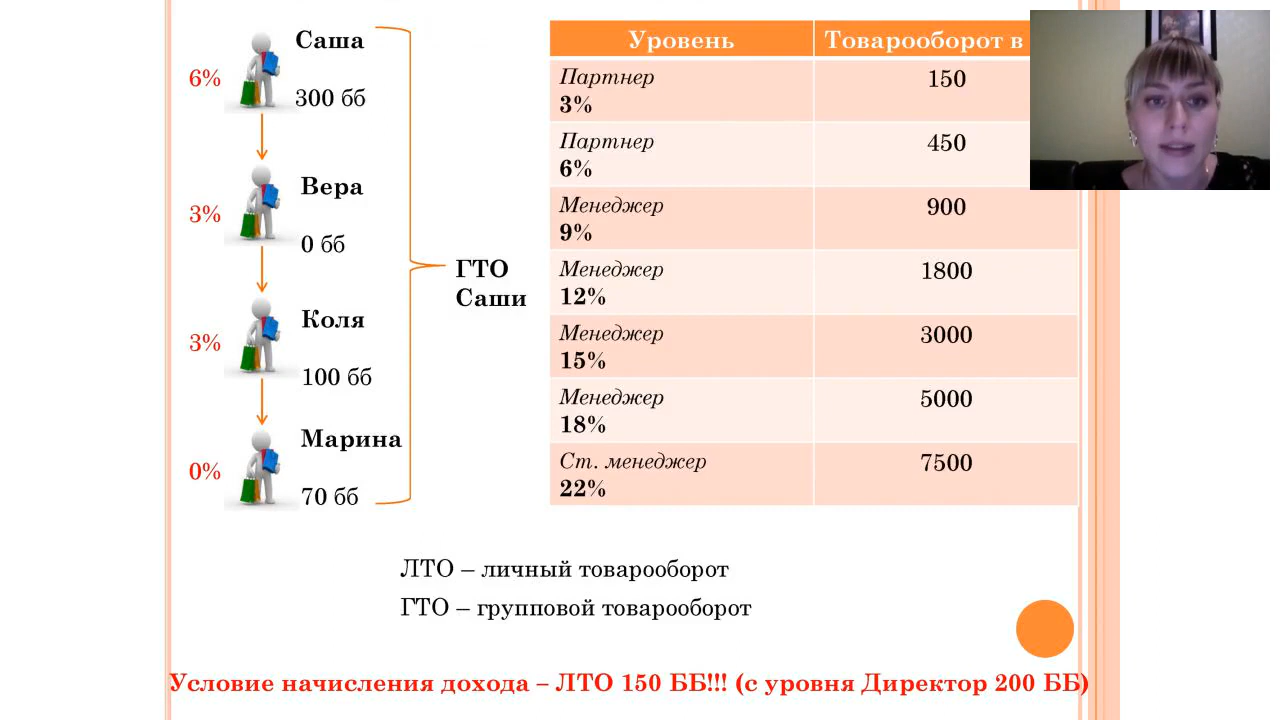 6%
Саша
300 бб
3%
Вера
0 бб
3%
Коля
100 бб
0%
Марина
70 бб
ГТО
Саши
Уровень
Товарооборот в
Партнер
3%
150
Партнер
6%
450
Менеджер
9%
900
Менеджер
12%
1800
Менеджер
15%
3000
Менеджер
18%
5000
Ст. менеджер
22%
7500
ЛТО – личный товарооборот
ГТО – групповой товарооборот
Условие начисления дохода – ЛТО 150 ББ!!! (с уровня Директор 200 ББ)